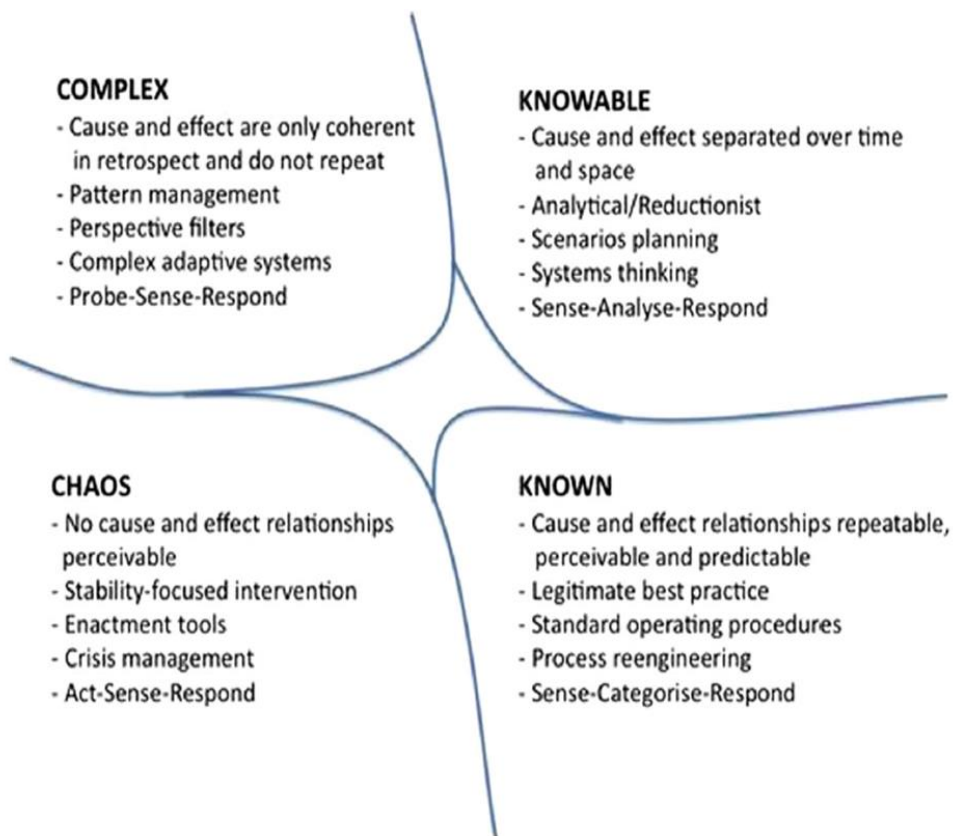 COMPLEX
- Cause and effect are only coherent
in retrospect and do not repeat
- Pattern management
- Perspective filters
- Complex adaptive systems
- Probe-Sense-Respond
KNOWABLE
- Cause and effect separated over time
and space
- Analytical/Reductionist
- Scenarios planning
- Systems thinking
- Sense-Analyse-Respond
CHAOS
- No cause and effect relationships
perceivable
- Stability-focused intervention
- Enactment tools
- Crisis management
- Act-Sense-Respond
KNOWN
- Cause and effect relationships repeatable,
perceivable and predictable
- Legitimate best practice
- Standard operating procedures
- Process reengineering
- Sense-Categorise-Respond